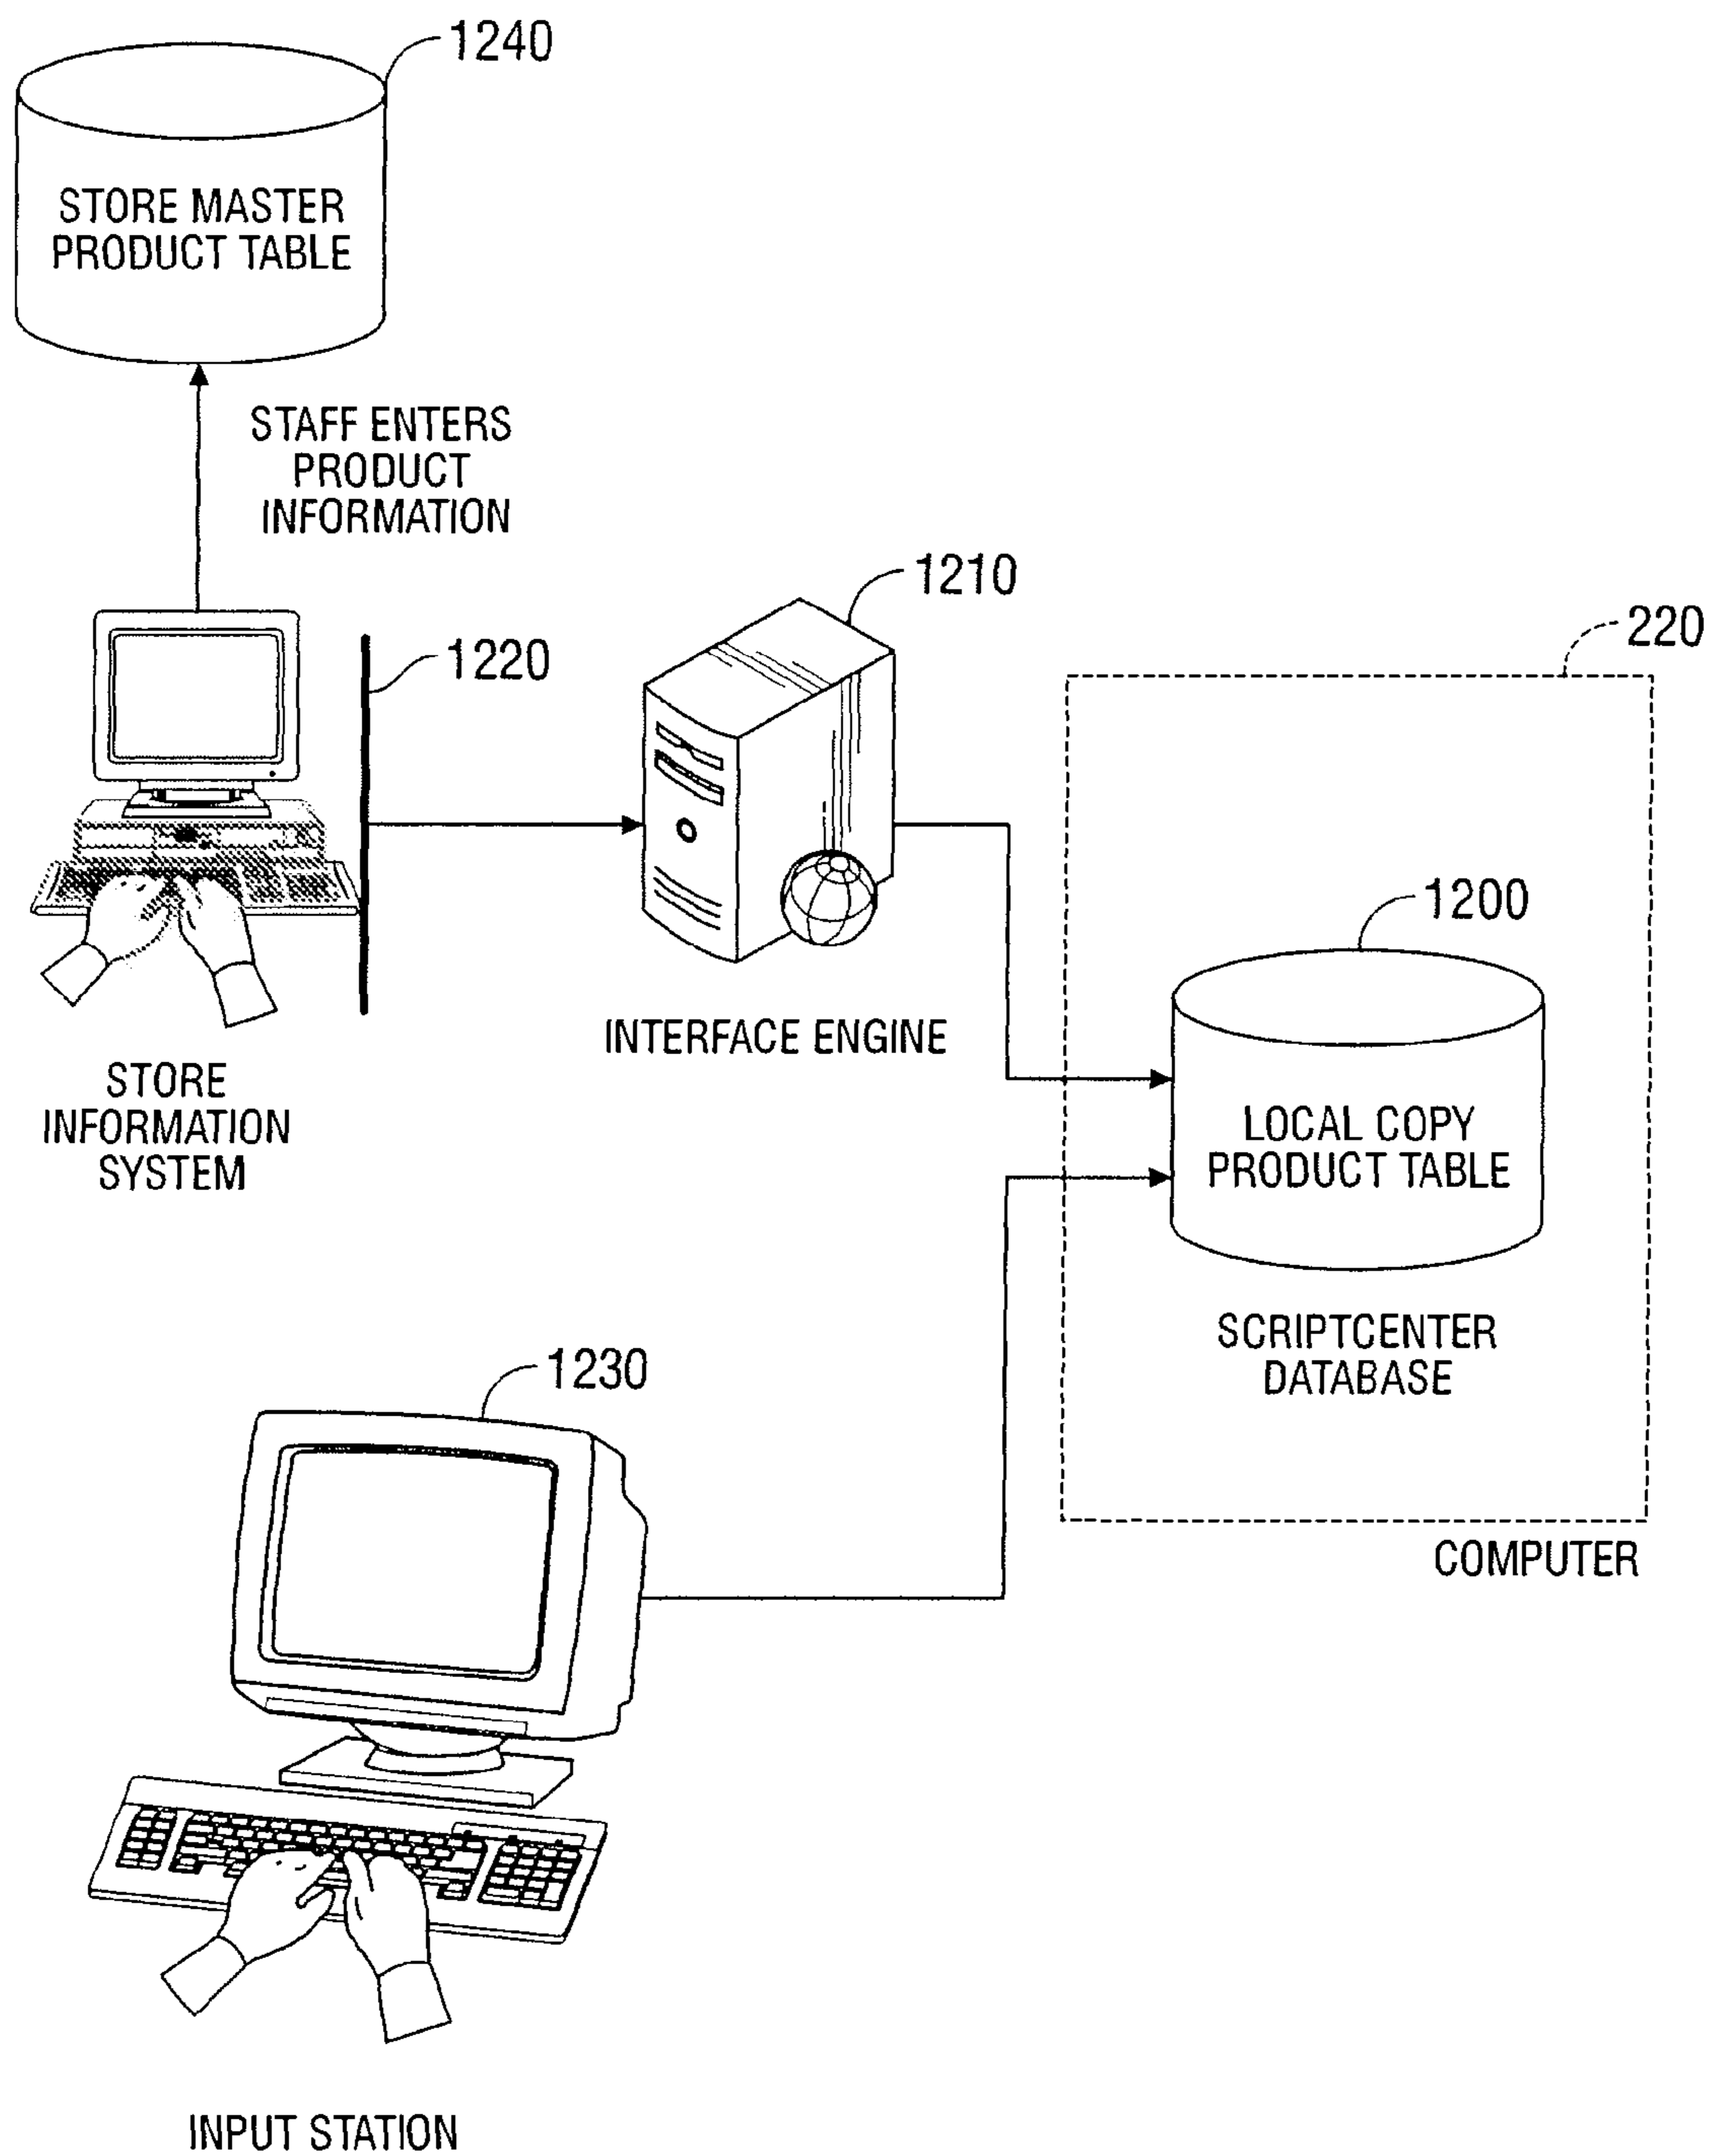 1240
STORE MASTER
PRODUCT TABLE
STAFF ENTERS
PRODUCT
INFORMATION
1210
220
1220
1200
INTERFACE ENGINE
STORE
INFORMATION
SYSTEM
LOCAL COPY
PRODUCT TABLE
SCRIPTCENTER
DATABASE
1230
COMPUTER
INPUT STATION